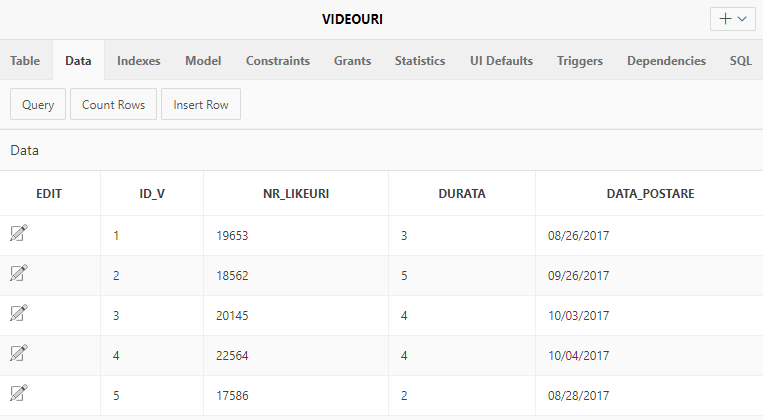 VIDEOURI
Table Data Indexes Model Constraints Grants Statistics UI Defaults Triggers Dependencies SQL
Query Count Rows Insert Row
Data
EDIT ID_V NR_LIKEURI DURATA DATA_POSTARE
1 19653 3 08/26/2017
2 18562 5 09/26/2017
3 20145 4 10/03/2017
4 22564 4 10/04/2017
5 17586 2 08/28/2017